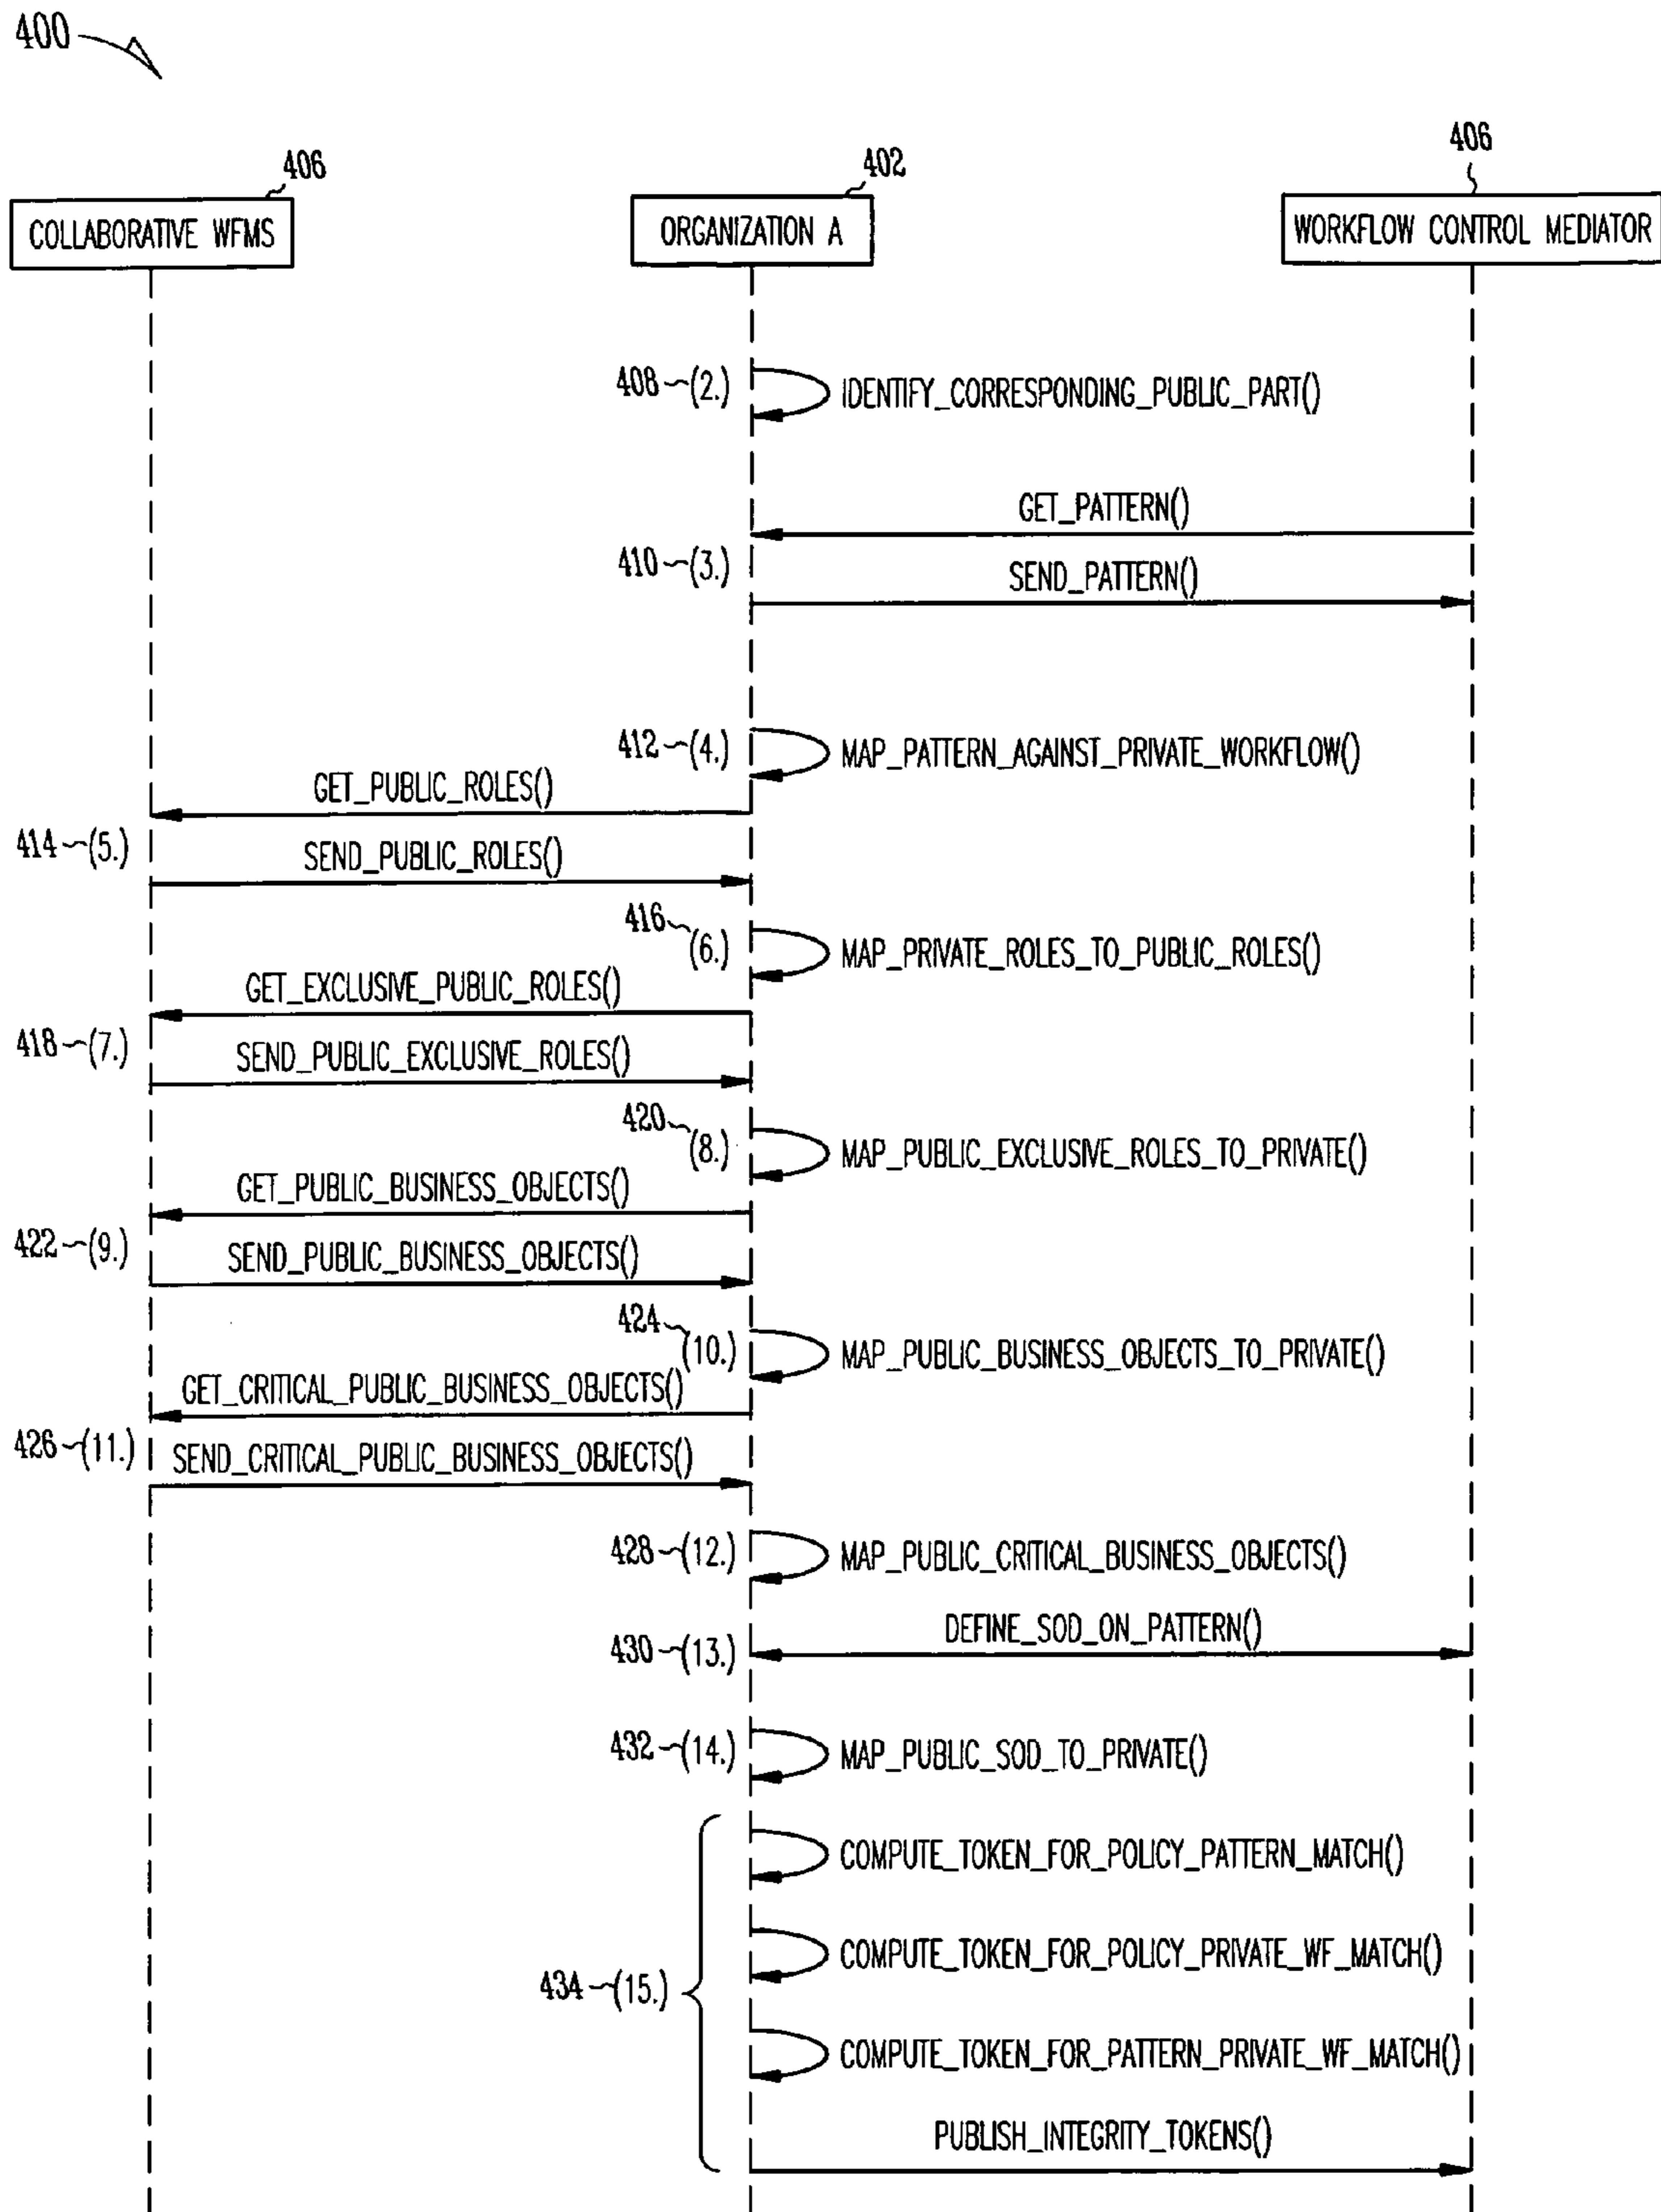 400
406
402
406
COLLABORATIVE WFMS
ORGANIZATION A
WORKFLOW CONTROL MEDIATOR
408 (2.) IDENTIFY_CORRESPONDING_PUBLIC_PART()
GET_PATTERN()
410 (3.)
SEND_PATTERN()
412 (4.) MAP_PATTERN_AGAINST_PRIVATE_WORKFLOW()
GET_PUBLIC_ROLES()
414 (5.)
SEND_PUBLIC_ROLES()
416 (6.) MAP_PRIVATE_ROLES_TO_PUBLIC_ROLES()
GET_EXCLUSIVE_PUBLIC_ROLES()
418 (7.)
SEND_PUBLIC_EXCLUSIVE_ROLES()
420 (8.) MAP_PUBLIC_EXCLUSIVE_ROLES_TO_PRIVATE()
GET_PUBLIC_BUSINESS_OBJECTS()
422 (9.)
SEND_PUBLIC_BUSINESS_OBJECTS()
424 (10.) MAP_PUBLIC_BUSINESS_OBJECTS_TO_PRIVATE()
GET_CRITICAL_PUBLIC_BUSINESS_OBJECTS()
426 (11.)
SEND_CRITICAL_PUBLIC_BUSINESS_OBJECTS()
428 (12.) MAP_PUBLIC_CRITICAL_BUSINESS_OBJECTS()
DEFINE_SOD_ON_PATTERN()
430 (13.)
432 (14.) MAP_PUBLIC_SOD_TO_PRIVATE()
COMPUTE_TOKEN_FOR_POLICY_PATTERN_MATCH()
COMPUTE_TOKEN_FOR_POLICY_PRIVATE_WF_MATCH()
434 (15.)
COMPUTE_TOKEN_FOR_PATTERN_PRIVATE_WF_MATCH()
PUBLISH_INTEGRITY_TOKENS()